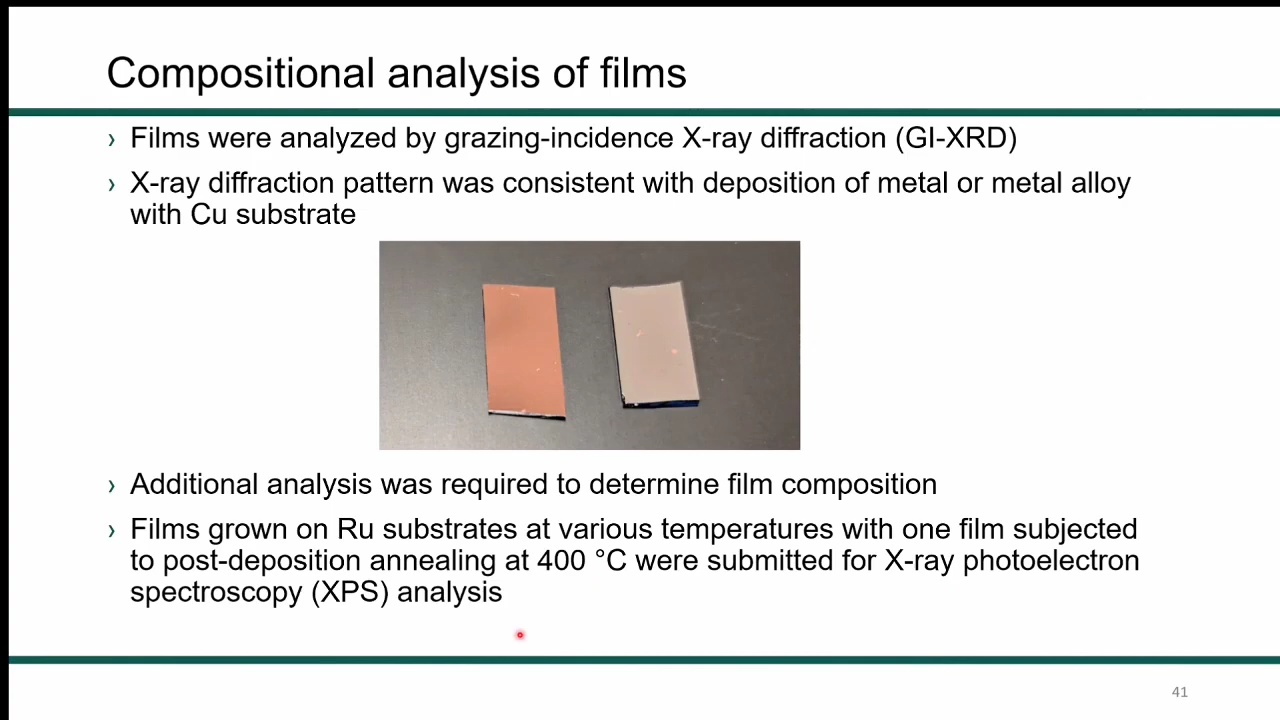 Compositional analysis of films
› Films were analyzed by grazing-incidence X-ray diffraction (GI-XRD)
› X-ray diffraction pattern was consistent with deposition of metal or metal alloy
with Cu substrate
› Additional analysis was required to determine film composition
› Films grown on Ru substrates at various temperatures with one film subjected
to post-deposition annealing at 400 °C were submitted for X-ray photoelectron
spectroscopy (XPS) analysis
41